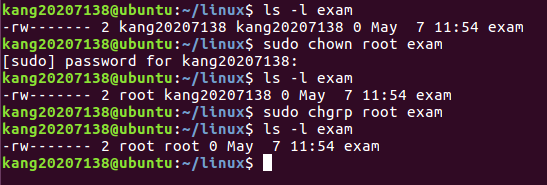 kang20207138@ubuntu:~/linux$ ls -l exam
-rw------- 2 kang20207138 kang20207138 0 May  7 11:54 exam
kang20207138@ubuntu:~/linux$ sudo chown root exam
[sudo] password for kang20207138:
kang20207138@ubuntu:~/linux$ ls -l exam
-rw------- 2 root kang20207138 0 May  7 11:54 exam
kang20207138@ubuntu:~/linux$ sudo chgrp root exam
kang20207138@ubuntu:~/linux$ ls -l exam
-rw------- 2 root root 0 May  7 11:54 exam
kang20207138@ubuntu:~/linux$